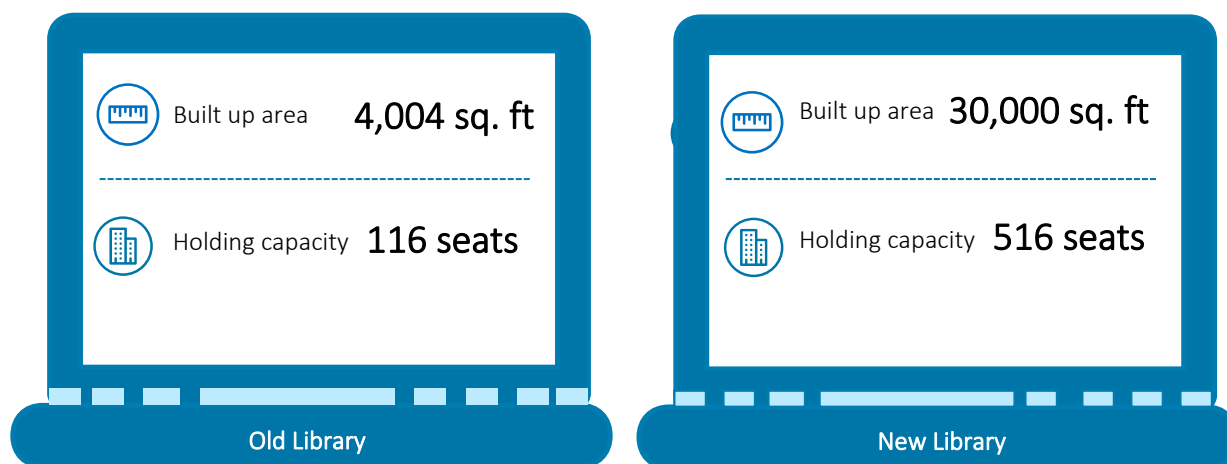 Built up area 4,004 sq. ft
Holding capacity 116 seats
Old Library
Built up area 30,000 sq. ft
Holding capacity 516 seats
New Library